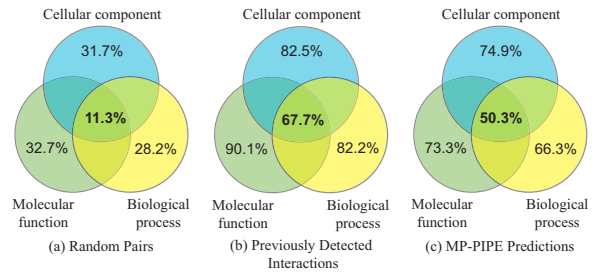 Cellular component
31.7%
11.3%
32.7%
28.2%
Molecular
function
Biological
process
(a) Random Pairs
Cellular component
82.5%
67.7%
90.1%
82.2%
Molecular
function
Biological
process
(b) Previously Detected
Interactions
Cellular component
74.9%
50.3%
73.3%
66.3%
Molecular
function
Biological
process
(c) MP-PIPE Predictions